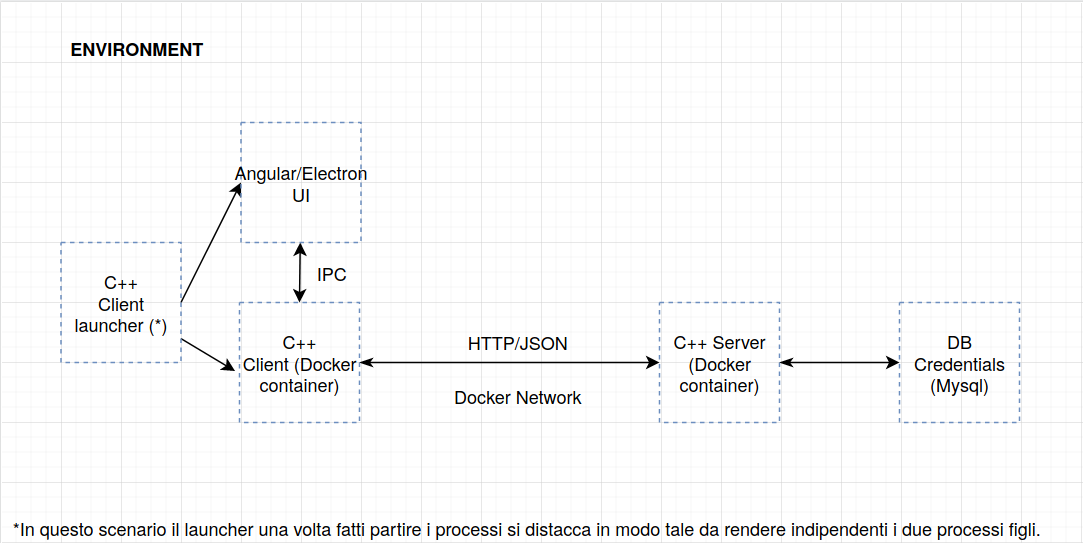 ENVIRONMENT
Angular/Electron
UI
IPC
C++
Client
launcher (*)
C++
Client (Docker
container)
HTTP/JSON
Docker Network
C++ Server
(Docker
container)
DB
Credentials
(Mysql)
*In questo scenario il launcher una volta fatti partire i processi si distacca in modo tale da rendere indipendenti i due processi figli.